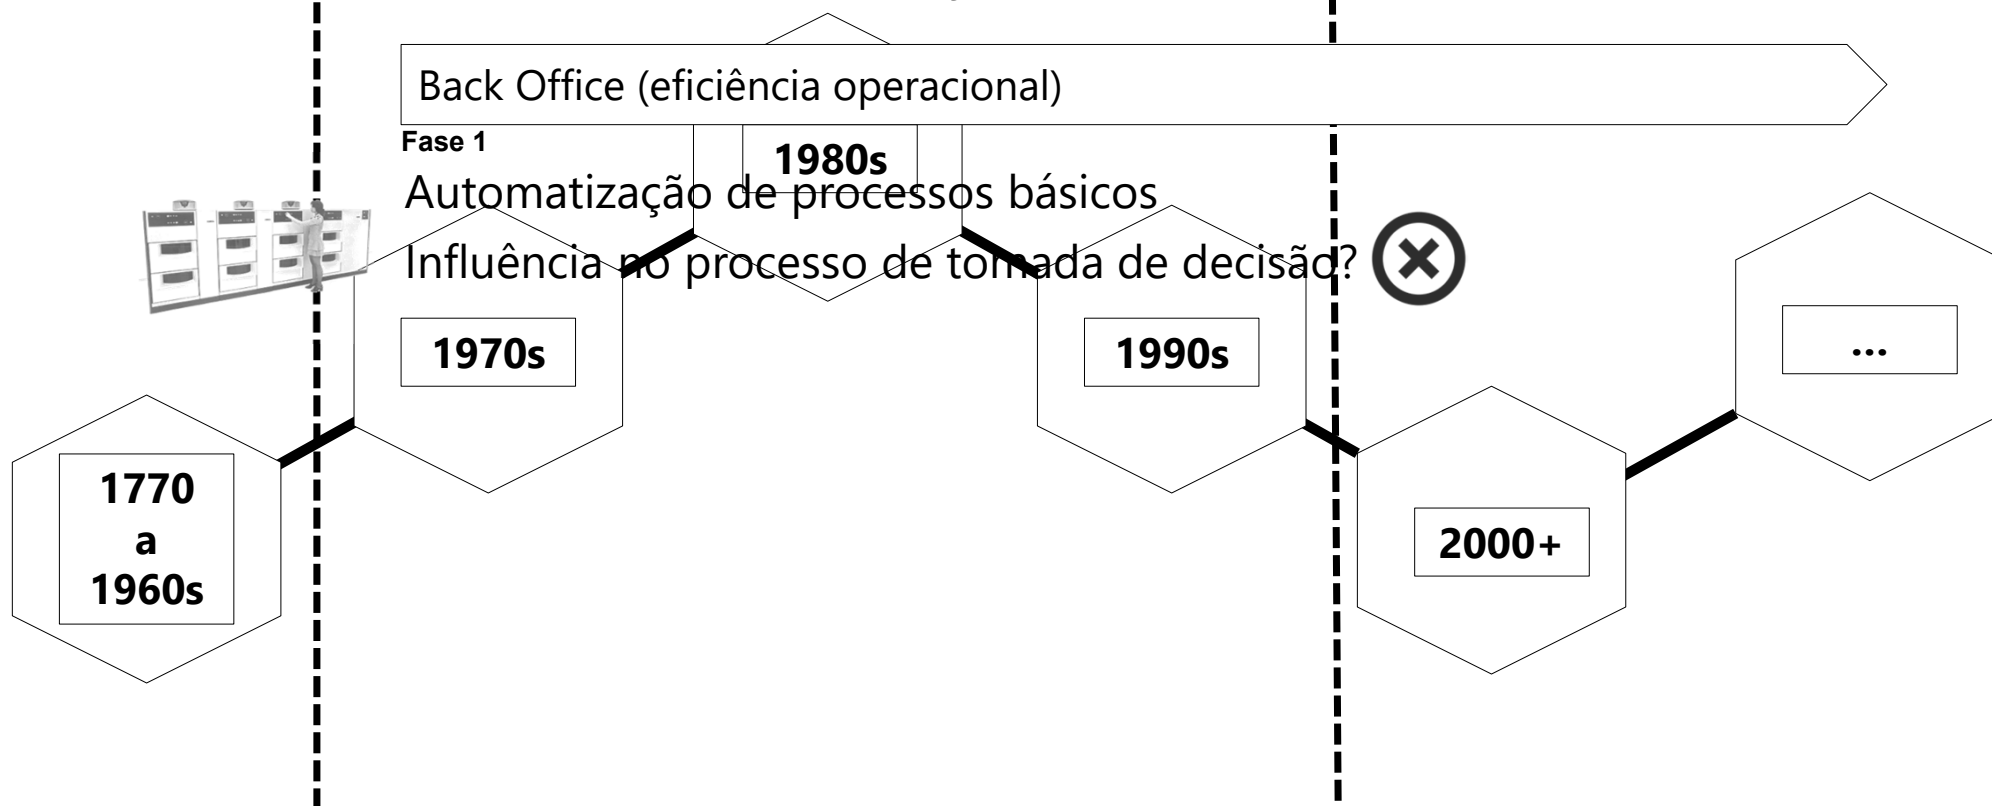 Back Office (eficiência operacional)
Fase 1
1980s
Automatização de processos básicos
Influência no processo de tomada de decisão?
1970s
1990s
...
1770
a
1960s
2000+